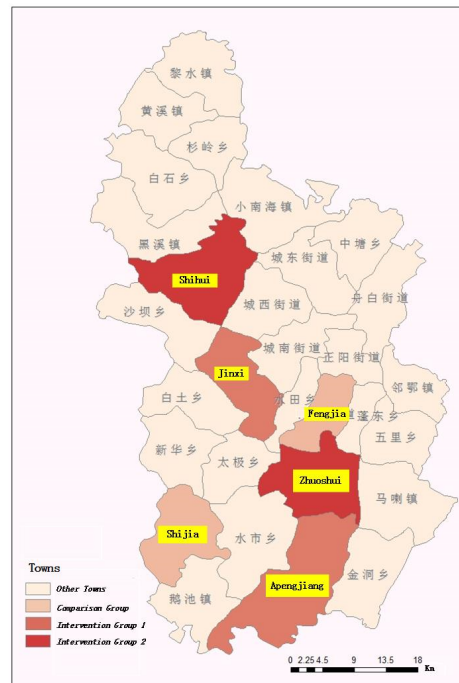 黎水镇
黄溪镇
杉岭乡
白石乡
小南海镇
黑溪镇
城东街道
中塘乡
Shihui
舟白街道
沙坝乡
城西街道
城南街道
正阳街道
Jinxi
邻鄂镇
白土乡
水田乡
Fengjia
道
蓬东乡
五里乡
新华乡
太极乡
Zhuoshui
马喇镇
Shijia
水市乡
Towns
Apengjiang
金洞乡
Other Towns
鹅池镇
Comparison Group
Intervention Group 1
Intervention Group 2
0 2.25 4.5 9 13.5 18
Km